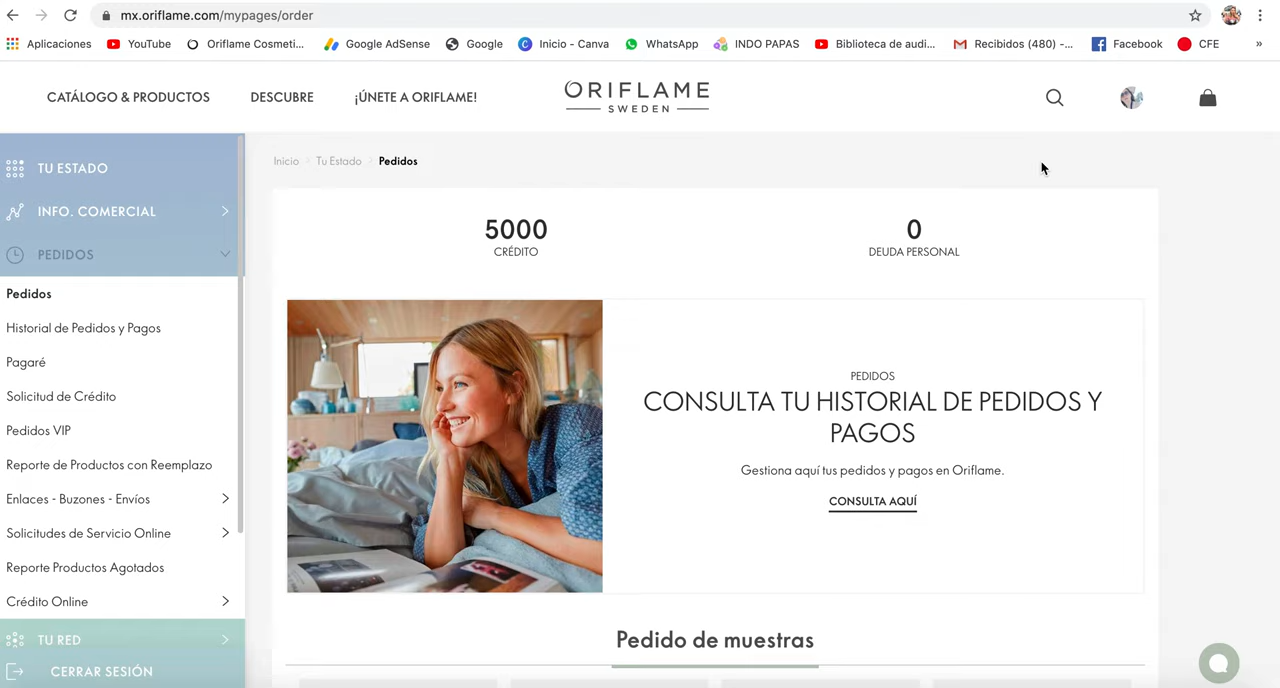 mx.oriflame.com/mypages/order
Aplicaciones YouTube Oriflame Cosmeti... Google AdSense Google Inicio - Canva WhatsApp INDO PAPAS Biblioteca de audi... Recibidos (480) -... Facebook CFE »
CATÁLOGO & PRODUCTOS DESCUBRE ¡ÚNETE A ORIFLAME!
ORIFLAME
SWEDEN
TU ESTADO
INFO. COMERCIAL
PEDIDOS
Pedidos
Historial de Pedidos y Pagos
Pagaré
Solicitud de Crédito
Pedidos VIP
Reporte de Productos con Reemplazo
Enlaces - Buzones - Envíos
Solicitudes de Servicio Online
Reporte Productos Agotados
Crédito Online
TU RED
CERRAR SESIÓN
Inicio Tu Estado Pedidos
5000
CRÉDITO
0
DEUDA PERSONAL
PEDIDOS
CONSULTA TU HISTORIAL DE PEDIDOS Y
PAGOS
Gestiona aquí tus pedidos y pagos en Oriflame.
CONSULTA AQUÍ
Pedido de muestras